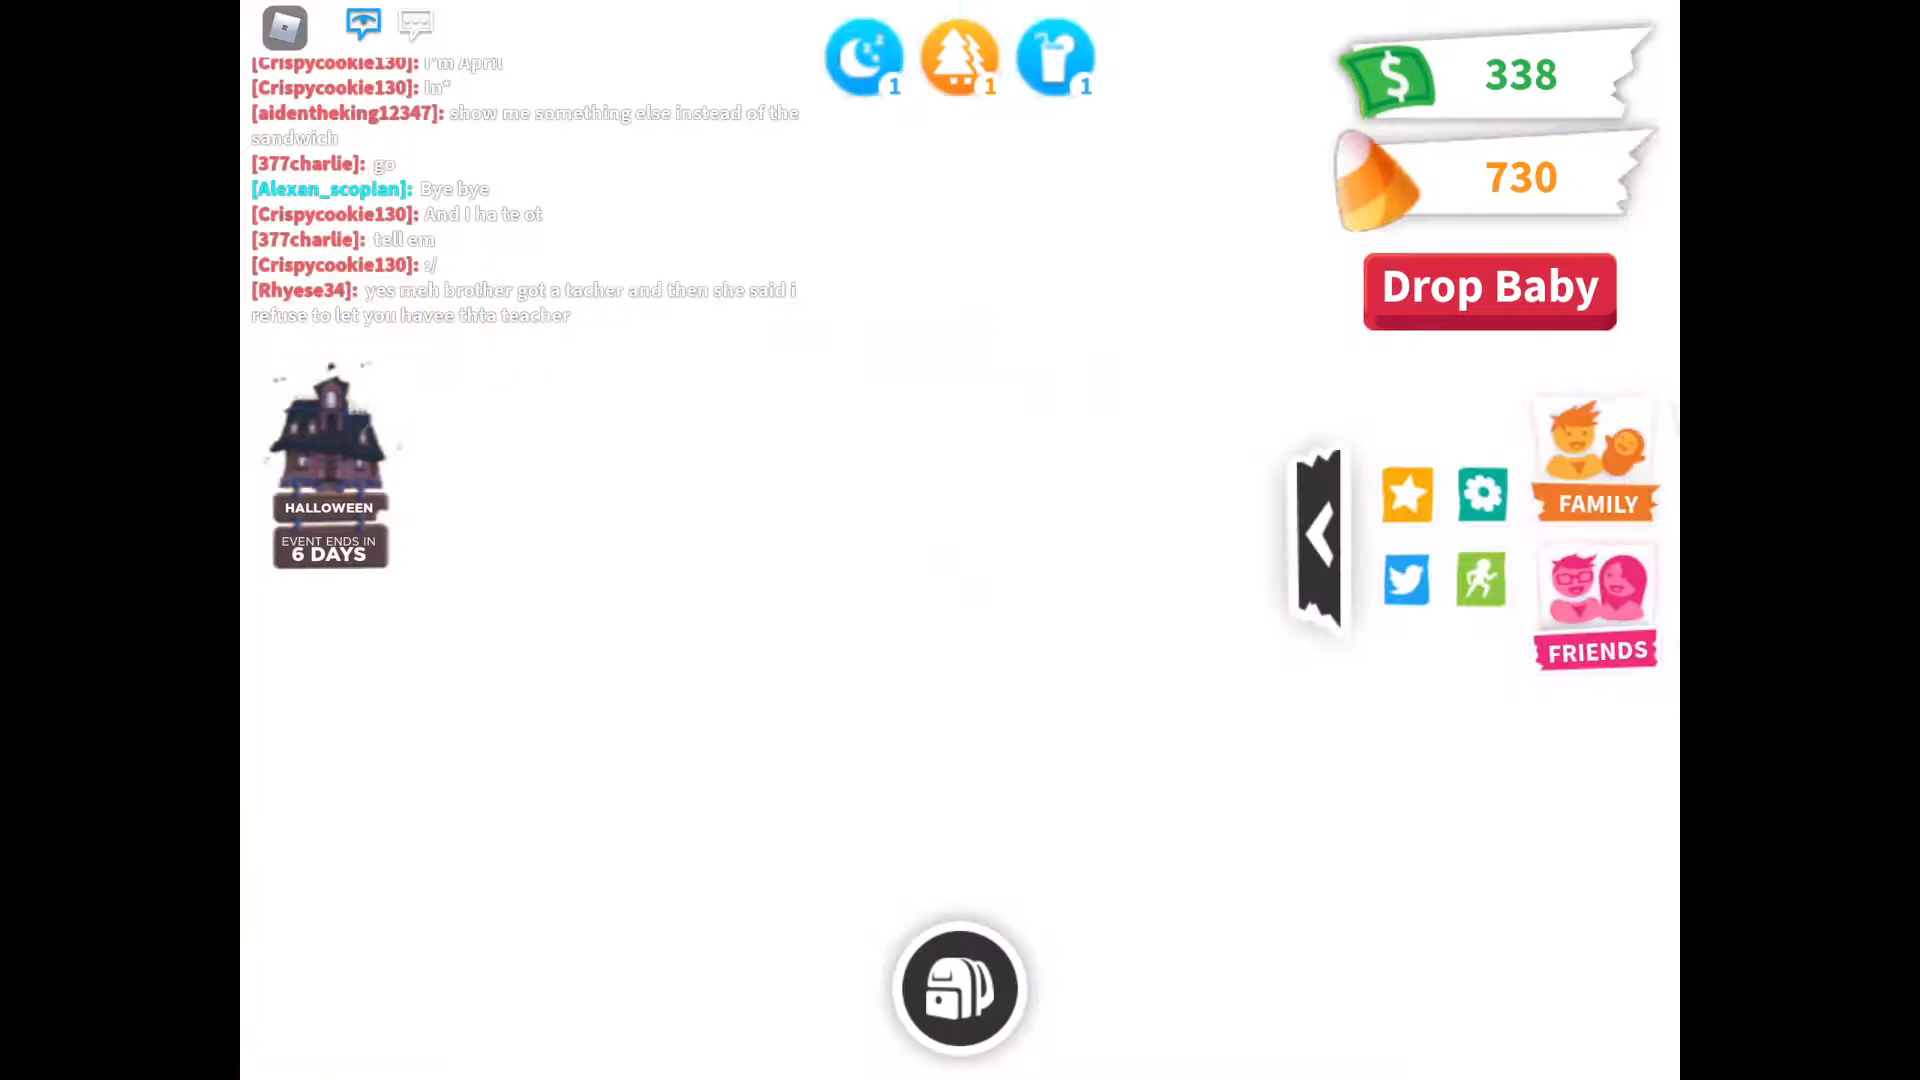 [Crispycookie130]: I'm April
[Crispycookie130]: In*
[aidentheking12347]: show me something else instead of the
sandwich
[377charlie]: go
[Alexan_scopian]: Bye bye
[Crispycookie130]: And I ha te ot
[377charlie]: tell em
[Crispycookie130]: :/
[Rhyese34]: yes meh brother got a tacher and then she said i
refuse to let you havee thta teacher
1
1
1
338
730
Drop Baby
HALLOWEEN
EVENT ENDS IN
6 DAYS
FAMILY
FRIENDS